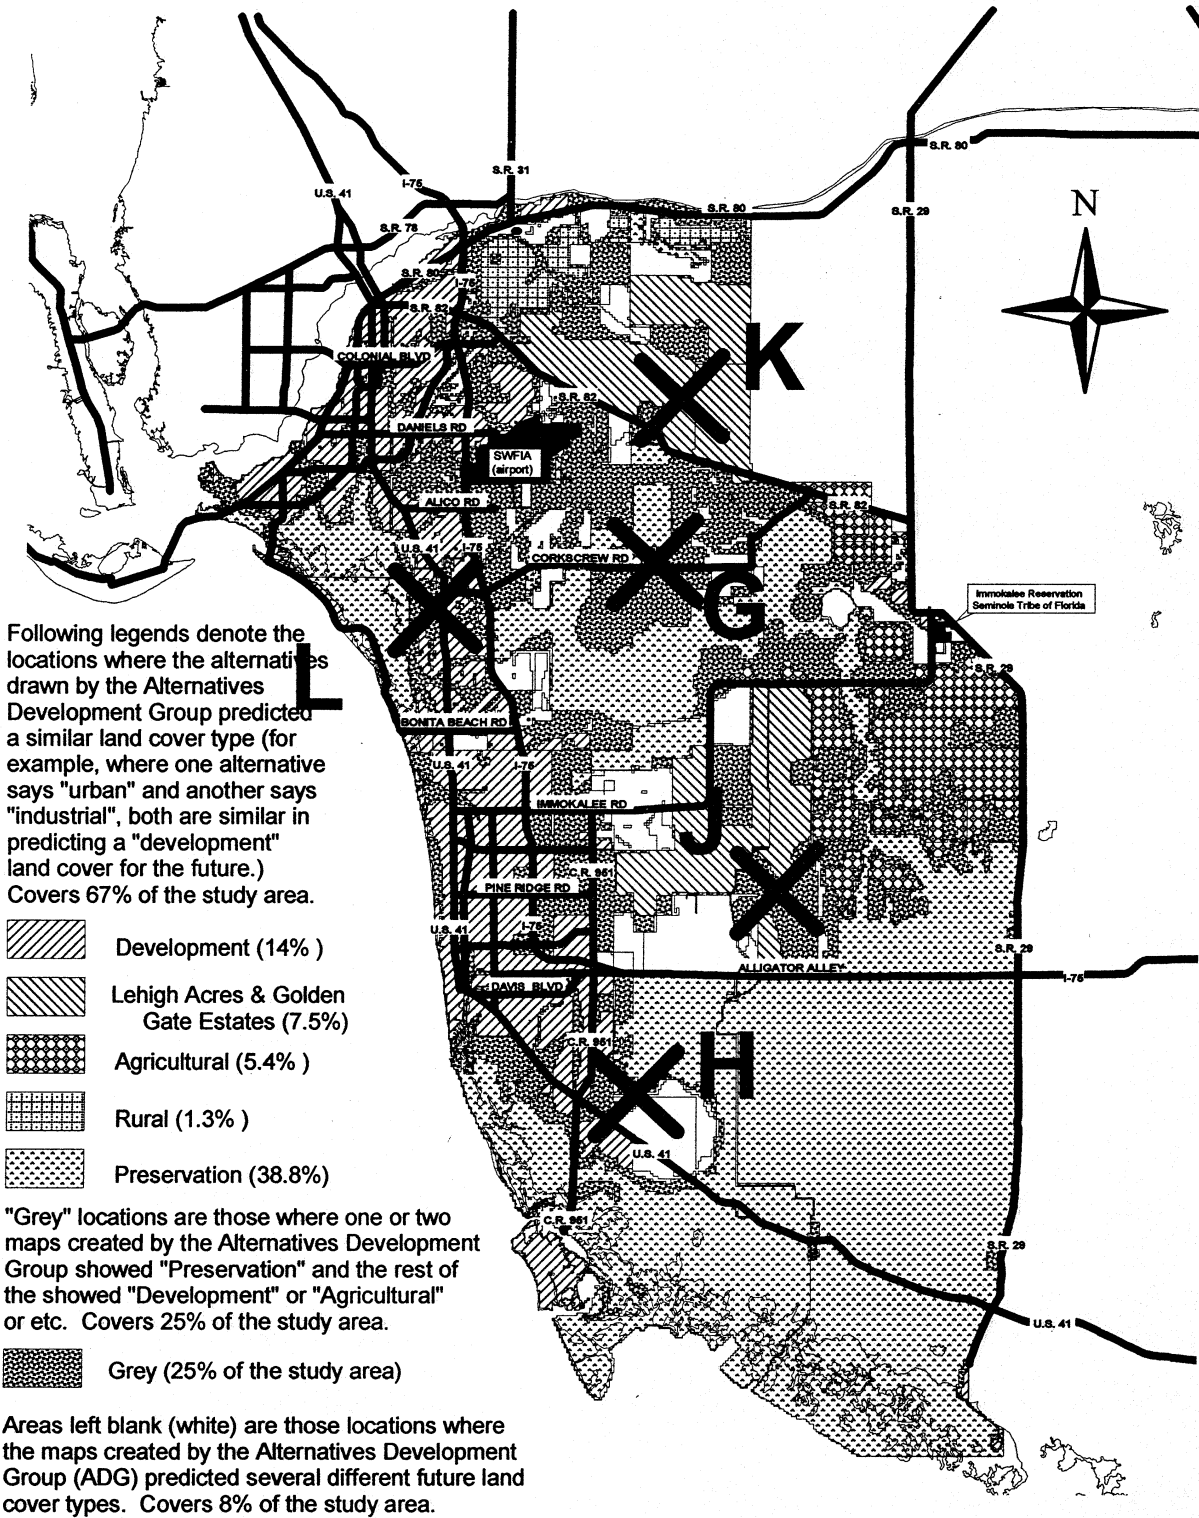 S.R. 31
S.R. 80
I-75
U.S. 41
S.R. 80
S.R. 29
N
S.R. 78
S.R. 80
I-75
S.R. 82
K
COLONIAL BLVD
S.R. 82
DANIELS RD
SWFIA
(airport)
ALICO RD
S.R. 82
U.S. 41
I-75
CORKSCREW RD
G
Immokalee Reservation
Seminole Tribe of Florida
L
S.R. 29
BONITA BEACH RD
U.S. 41
I-75
IMMOKALEE RD
J
C.R. 951
PINE RIDGE RD
U.S. 41
I-75
S.R. 29
ALLIGATOR ALLEY
I-75
DAVIS BLVD
C.R. 951
H
U.S. 41
C.R. 951
S.R. 29
U.S. 41
Following legends denote the
locations where the alternatives
drawn by the Alternatives
Development Group predicted
a similar land cover type (for
example, where one alternative
says "urban" and another says
"industrial", both are similar in
predicting a "development"
land cover for the future.)
Covers 67% of the study area.
Development (14% )
Lehigh Acres & Golden
Gate Estates (7.5%)
Agricultural (5.4% )
Rural (1.3% )
Preservation (38.8%)
"Grey" locations are those where one or two
maps created by the Alternatives Development
Group showed "Preservation" and the rest of
the showed "Development" or "Agricultural"
or etc.  Covers 25% of the study area.
Grey (25% of the study area)
Areas left blank (white) are those locations where
the maps created by the Alternatives Development
Group (ADG) predicted several different future land
cover types.  Covers 8% of the study area.